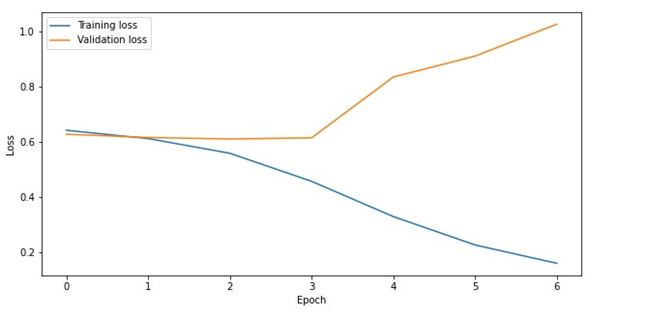 Training loss
Validation loss
1.0
0.8
0.6
0.4
0.2
Loss
0 1 2 3 4 5 6
Epoch